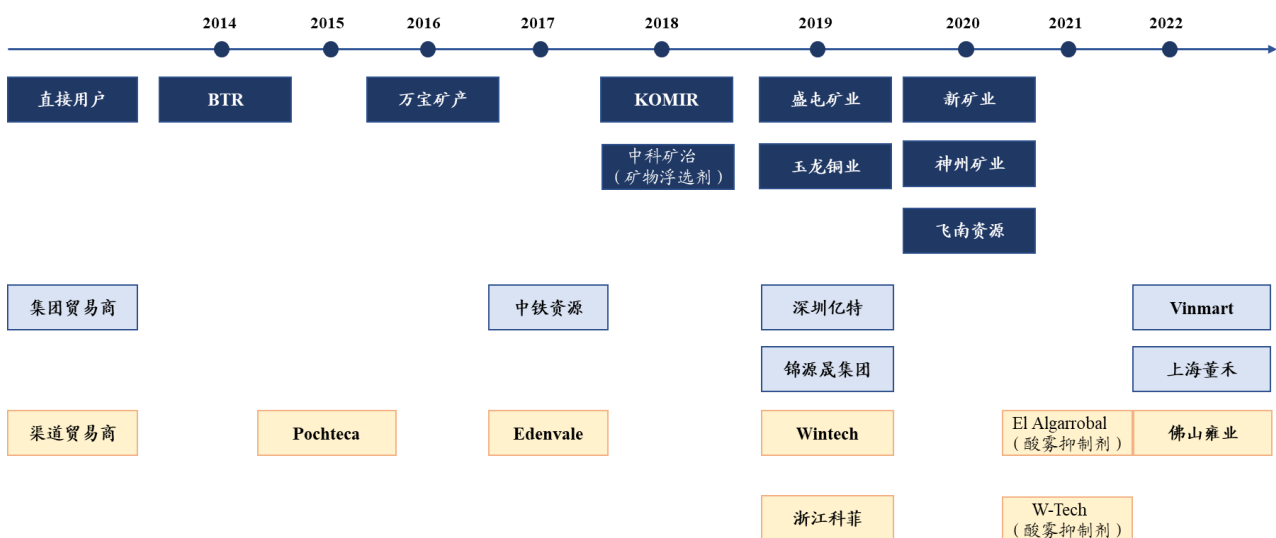 2014 2015 2016 2017 2018 2019 2020 2021 2022
直接用户 BTR 万宝矿产 KOMIR 盛屯矿业 新矿业
中科矿冶
（矿物浮选剂）
玉龙铜业 神州矿业
飞南资源
集团贸易商 中铁资源 深圳亿特 Vinmart
锦源晟集团 上海董禾
渠道贸易商 Pochteca Edenvale Wintech
El Algarrobal
（酸雾抑制剂）
佛山雍业
浙江科菲
W-Tech
（酸雾抑制剂）